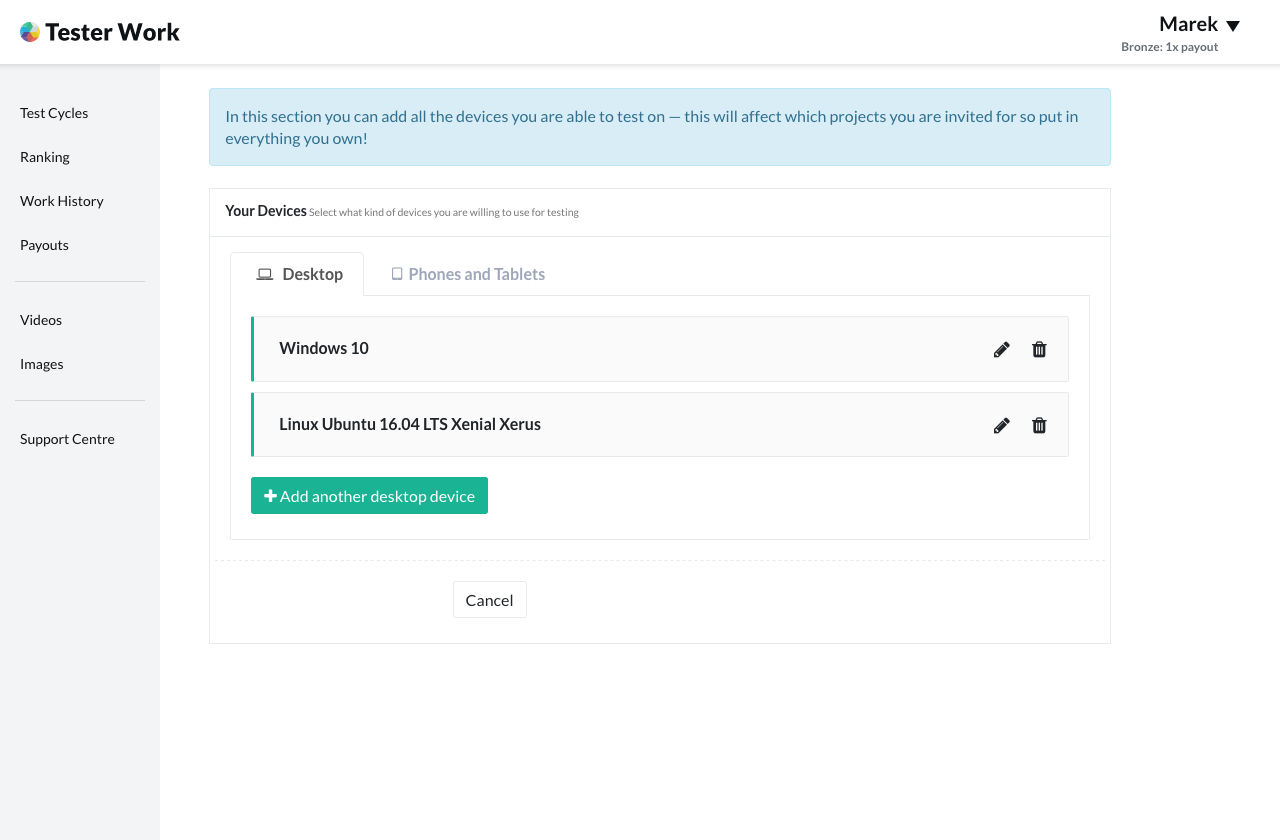 Tester Work
Marek
Bronze: 1x payout
Test Cycles
Ranking
Work History
Payouts
Videos
Images
Support Centre
In this section you can add all the devices you are able to test on — this will affect which projects you are invited for so put in
everything you own!
Your Devices Select what kind of devices you are willing to use for testing
Desktop
Phones and Tablets
Windows 10
Linux Ubuntu 16.04 LTS Xenial Xerus
Add another desktop device
Cancel